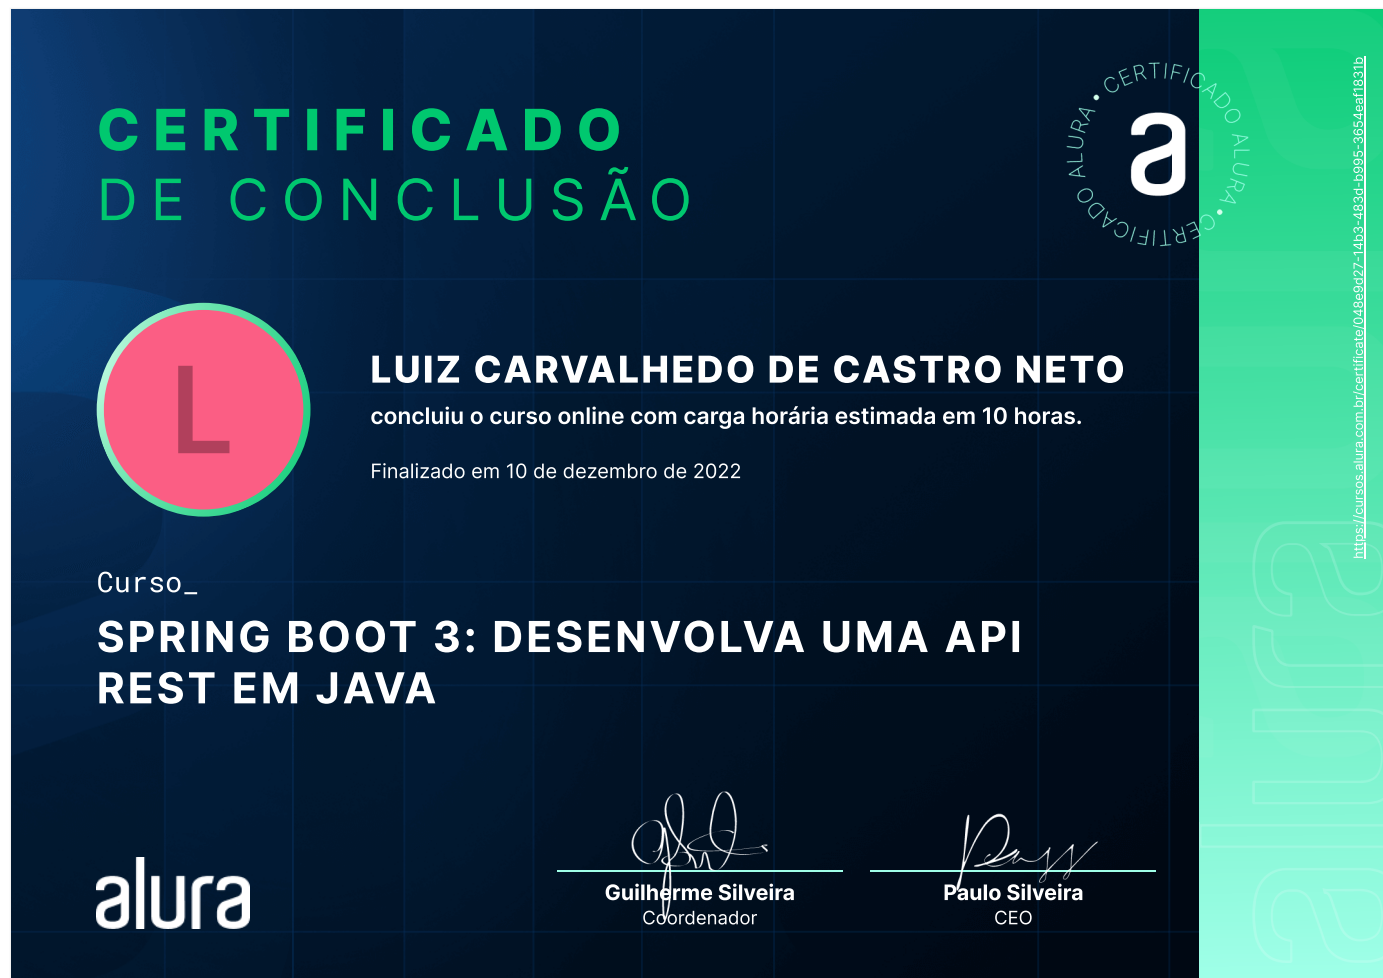 CERTIFICADO
DE CONCLUSÃO
CERTIFICADO ALURA • CERTIFICADO ALURA •
a
L
LUIZ CARVALHEDO DE CASTRO NETO
concluiu o curso online com carga horária estimada em 10 horas.
Finalizado em 10 de dezembro de 2022
Curso_
SPRING BOOT 3: DESENVOLVA UMA API
REST EM JAVA
alura
Guilherme Silveira
Coordenador
Paulo Silveira
CEO
https://cursos.alura.com.br/certificate/048e9d27-14b3-483d-b995-3654eaf1831b
alura